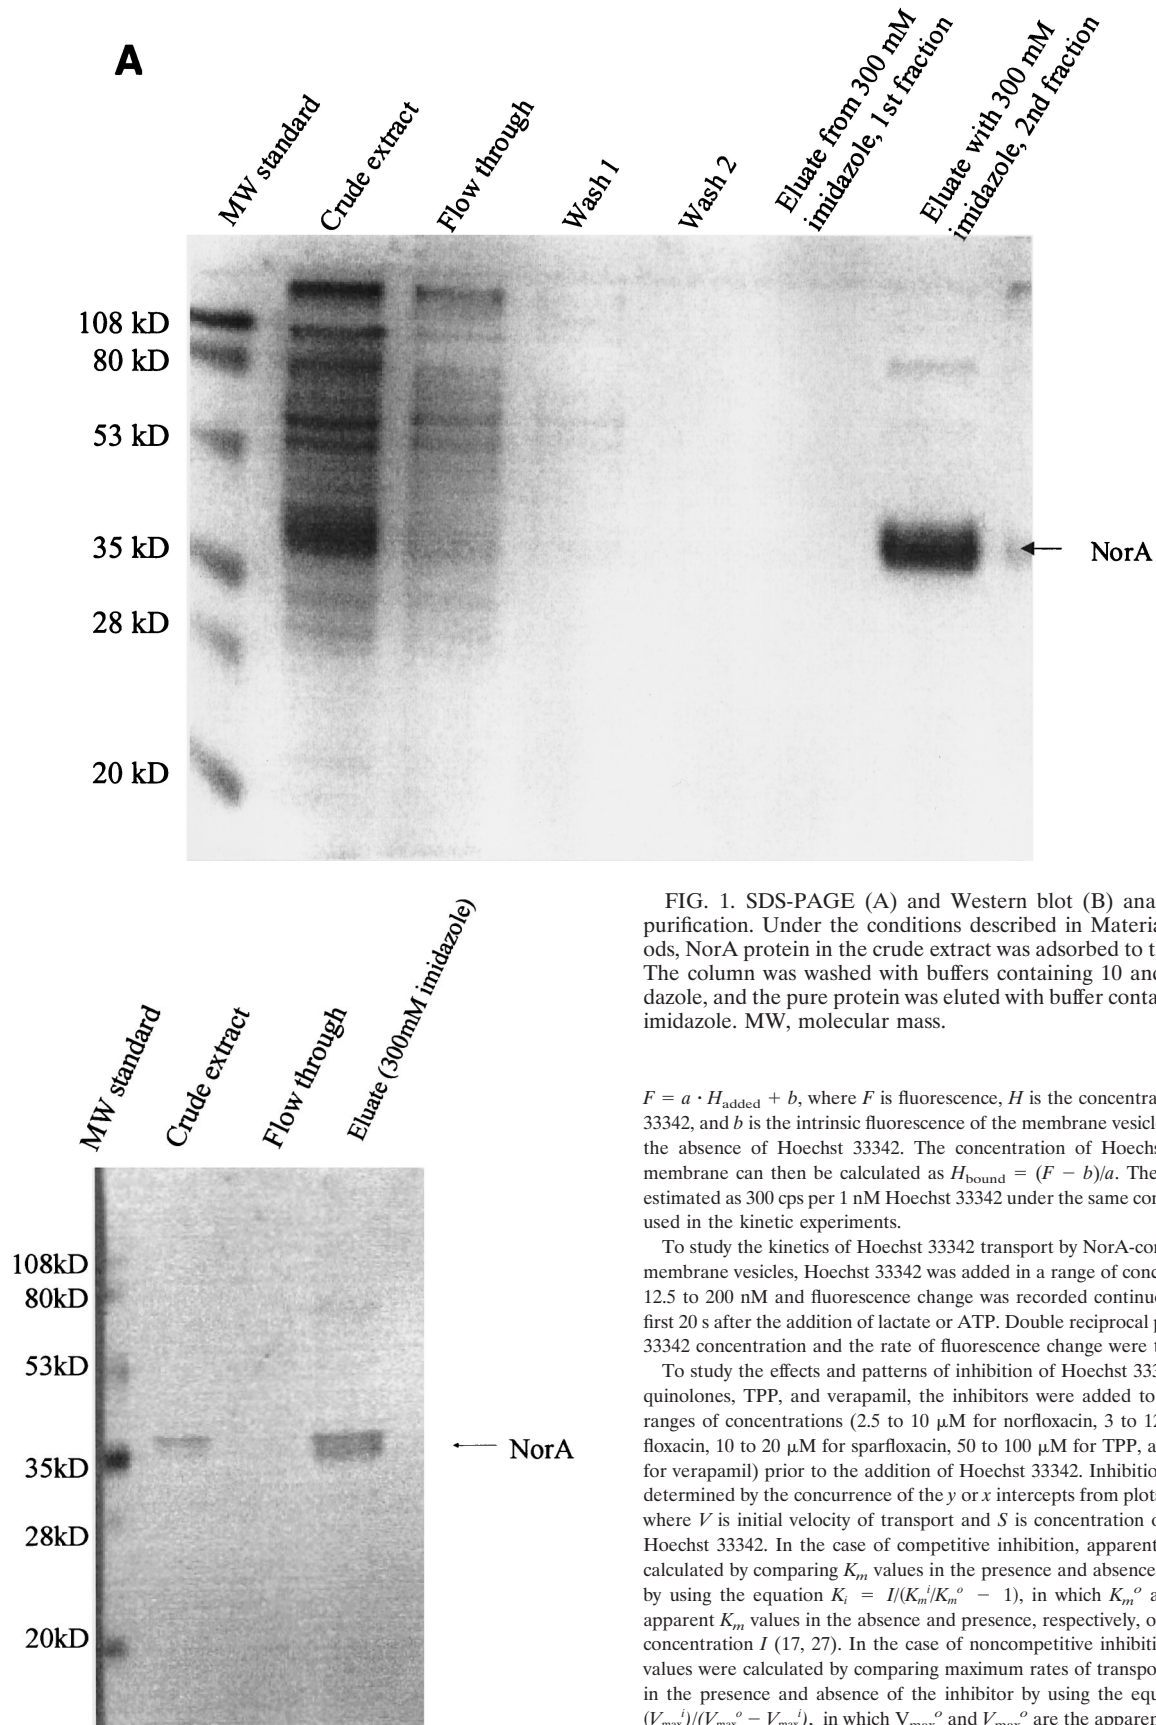 A
MW standard
Crude extract
Flow through
Wash 1
Wash 2
Eluate from 300 mM
imidazole, 1st fraction
Eluate with 300 mM
imidazole, 2nd fraction
108 kD
80 kD
53 kD
35 kD
28 kD
20 kD
NorA
MW standard
Crude extract
Flow through
Eluate (300mM imidazole)
108kD
80kD
53kD
35kD
28kD
20kD
NorA
FIG. 1. SDS-PAGE (A) and Western blot (B) ana
purification. Under the conditions described in Materia
ods, NorA protein in the crude extract was adsorbed to t
The column was washed with buffers containing 10 and
dazole, and the pure protein was eluted with buffer conta
imidazole. MW, molecular mass.
F = a · H_added + b, where F is fluorescence, H is the concentra
33342, and b is the intrinsic fluorescence of the membrane vesicle
the absence of Hoechst 33342. The concentration of Hoechs
membrane can then be calculated as H_bound = (F − b)/a. The
estimated as 300 cps per 1 nM Hoechst 33342 under the same con
used in the kinetic experiments.
To study the kinetics of Hoechst 33342 transport by NorA-con
membrane vesicles, Hoechst 33342 was added in a range of conc
12.5 to 200 nM and fluorescence change was recorded continue
first 20 s after the addition of lactate or ATP. Double reciprocal p
33342 concentration and the rate of fluorescence change were t
To study the effects and patterns of inhibition of Hoechst 333
quinolones, TPP, and verapamil, the inhibitors were added to
ranges of concentrations (2.5 to 10 μM for norfloxacin, 3 to 12
floxacin, 10 to 20 μM for sparfloxacin, 50 to 100 μM for TPP, a
for verapamil) prior to the addition of Hoechst 33342. Inhibitio
determined by the concurrence of the y or x intercepts from plots
where V is initial velocity of transport and S is concentration o
Hoechst 33342. In the case of competitive inhibition, apparent
calculated by comparing K_m values in the presence and absence
by using the equation K_i = I/(K_m^i/K_m^o − 1), in which K_m^o a
apparent K_m values in the absence and presence, respectively, o
concentration I (17, 27). In the case of noncompetitive inhibiti
values were calculated by comparing maximum rates of transpo
in the presence and absence of the inhibitor by using the equ
(V_max^i)/(V_max^o − V_max^i), in which V_max^o and V_max^o are the apparen